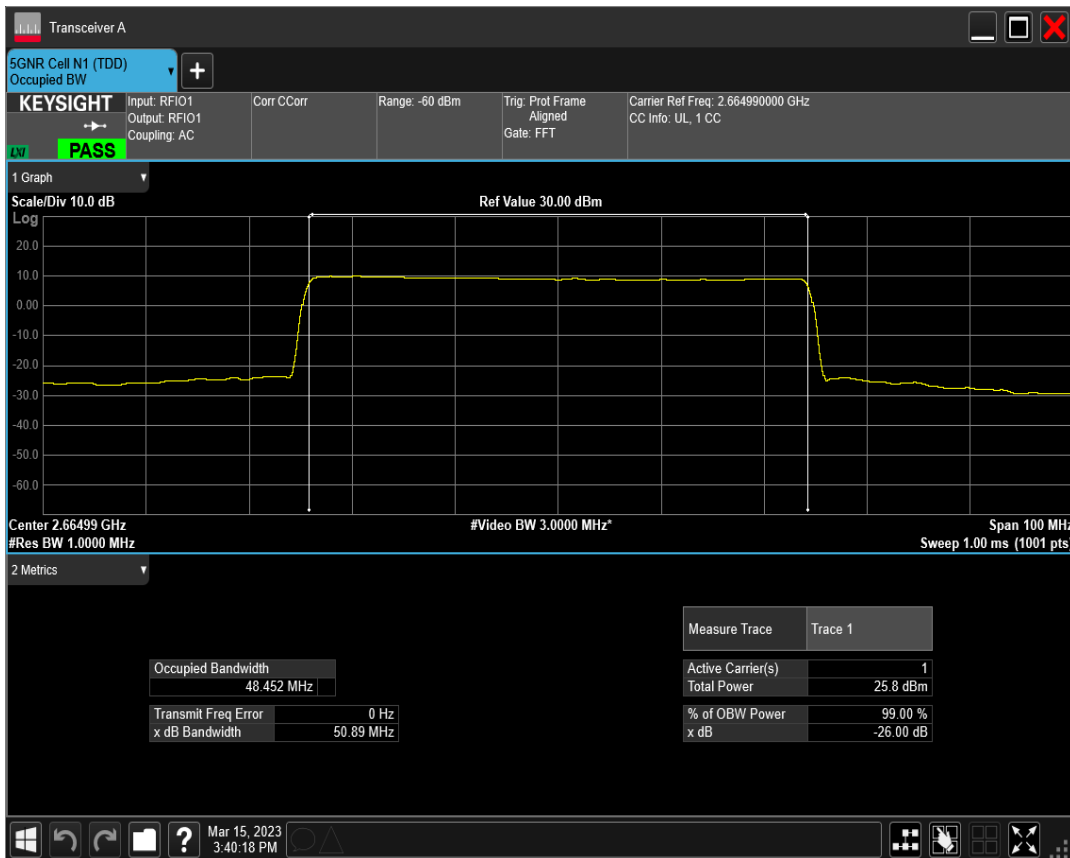 Transceiver A
5GNR Cell N1 (TDD)
Occupied BW
KEYSIGHT
LXI
PASS
Input: RFIO1
Output: RFIO1
Coupling: AC
Corr CCorr
Range: -60 dBm
Trig: Prot Frame
Aligned
Gate: FFT
Carrier Ref Freq: 2.664990000 GHz
CC Info: UL, 1 CC
1 Graph
Scale/Div 10.0 dB
Ref Value 30.00 dBm
Log
20.0
10.0
0.00
-10.0
-20.0
-30.0
-40.0
-50.0
-60.0
Center 2.66499 GHz
#Video BW 3.0000 MHz*
Span 100 MHz
#Res BW 1.0000 MHz
Sweep 1.00 ms (1001 pts)
2 Metrics
Measure Trace Trace 1
Occupied Bandwidth
48.452 MHz
Active Carrier(s) 1
Total Power 25.8 dBm
Transmit Freq Error 0 Hz
x dB Bandwidth 50.89 MHz
% of OBW Power 99.00 %
x dB -26.00 dB
?
Mar 15, 2023
3:40:18 PM